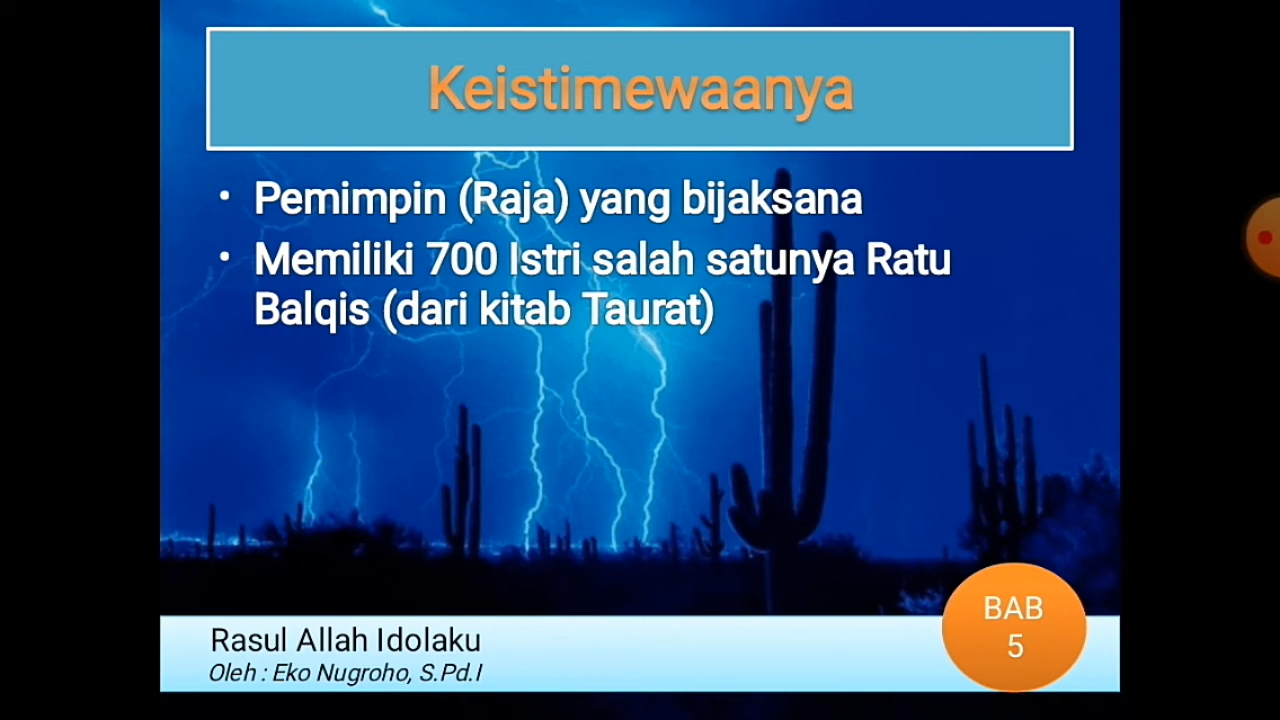 Keistimewaanya
• Pemimpin (Raja) yang bijaksana
• Memiliki 700 Istri salah satunya Ratu
Balqis (dari kitab Taurat)
Rasul Allah Idolaku
Oleh : Eko Nugroho, S.Pd.I
BAB
5